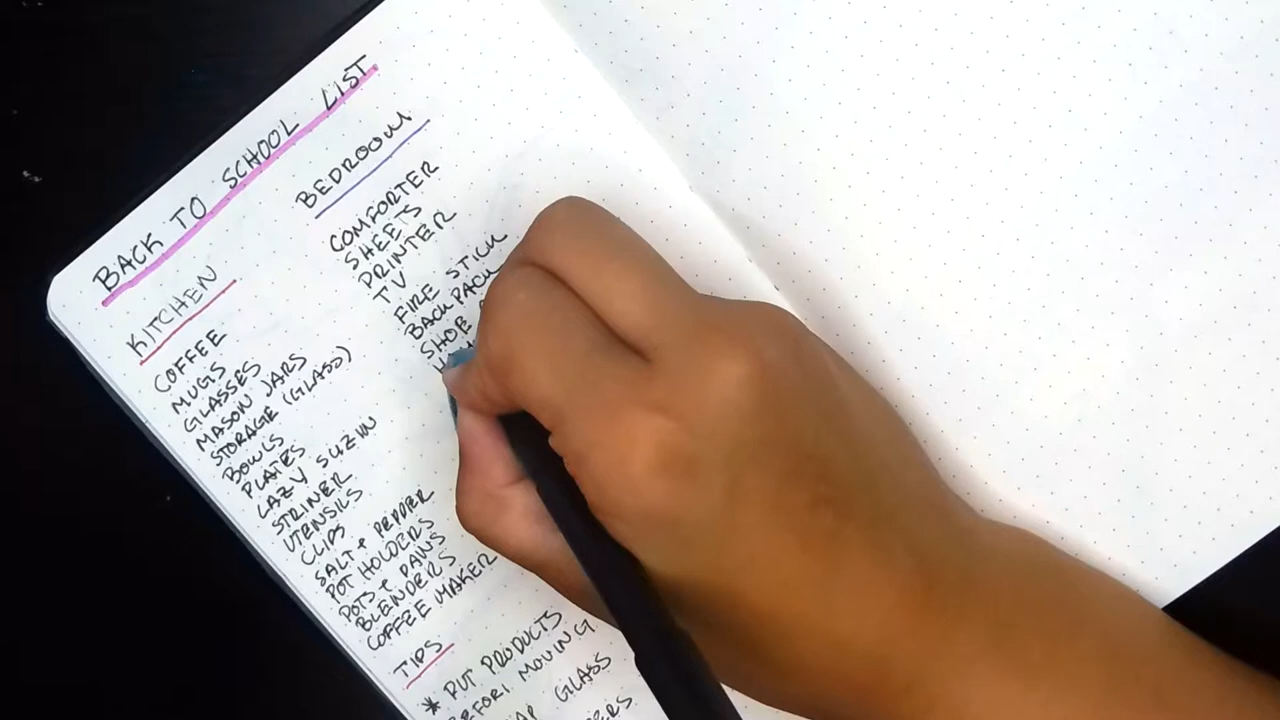 BACK TO SCHOOL LIST
KITCHEN
COFFEE
MUGS
GLASSES
MASON JARS
STORAGE (GLASS)
BOWLS
PLATES
LAZY SUZIN
STRINER
UTENSILS
CLIPS
SALT + PEPPER
POT HOLDERS
POTS + PANS
BLENDERS
COFFEE MAKER
BEDROOM
COMFORTER
SHEETS
PRINTER
TV
FIRE STICK
BACKPACK
SHOE
TIPS
* PUT PRODUCTS
MOVING
GLASS